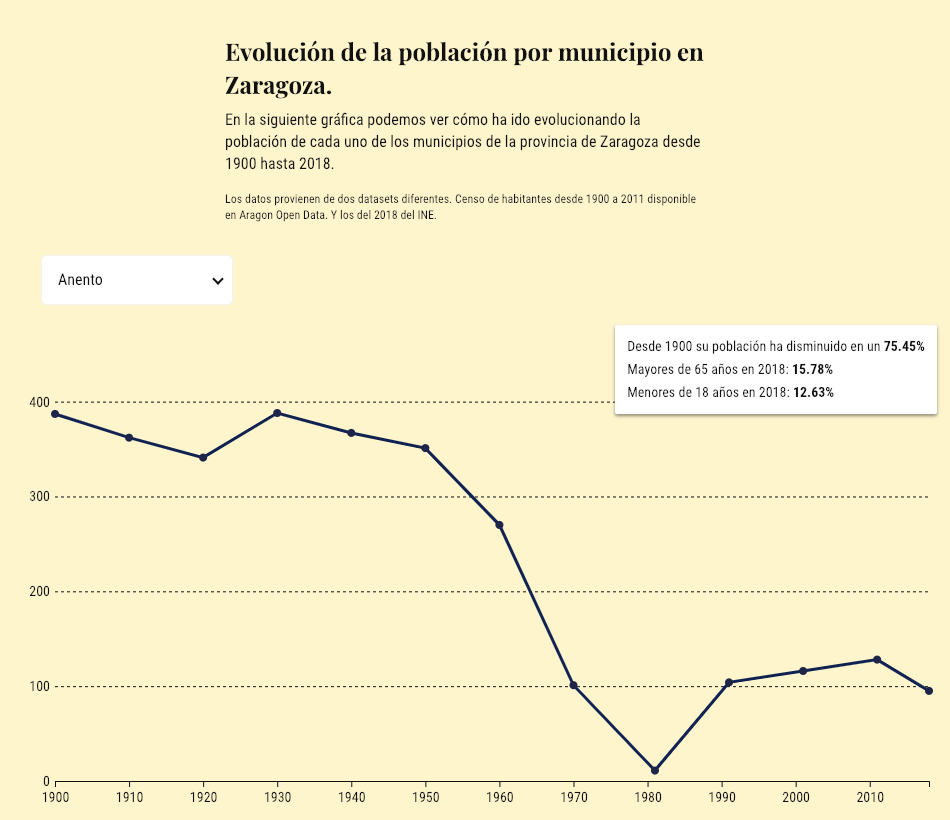 Evolución de la población por municipio en
Zaragoza.
En la siguiente gráfica podemos ver cómo ha ido evolucionando la
población de cada uno de los municipios de la provincia de Zaragoza desde
1900 hasta 2018.
Los datos provienen de dos datasets diferentes. Censo de habitantes desde 1900 a 2011 disponible
en Aragon Open Data. Y los del 2018 del INE.
Anento
Desde 1900 su población ha disminuido en un 75.45%
Mayores de 65 años en 2018: 15.78%
Menores de 18 años en 2018: 12.63%
400
300
200
100
0
1900 1910 1920 1930 1940 1950 1960 1970 1980 1990 2000 2010